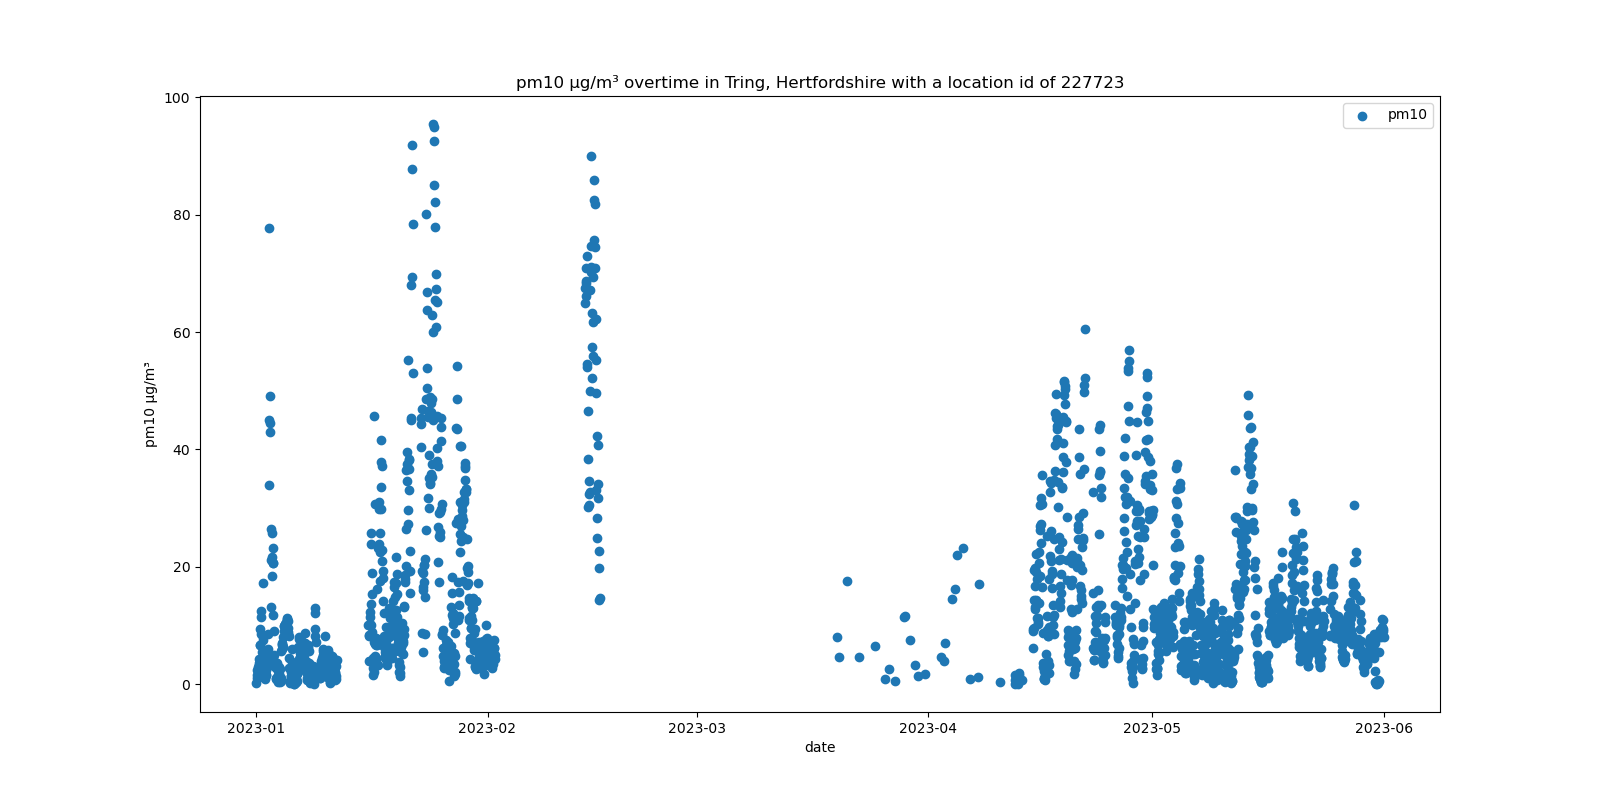 pm10 µg/m³ overtime in Tring, Hertfordshire with a location id of 227723
pm10
100
80
60
40
20
0
pm10 µg/m³
2023-01 2023-02 2023-03 2023-04 2023-05 2023-06
date